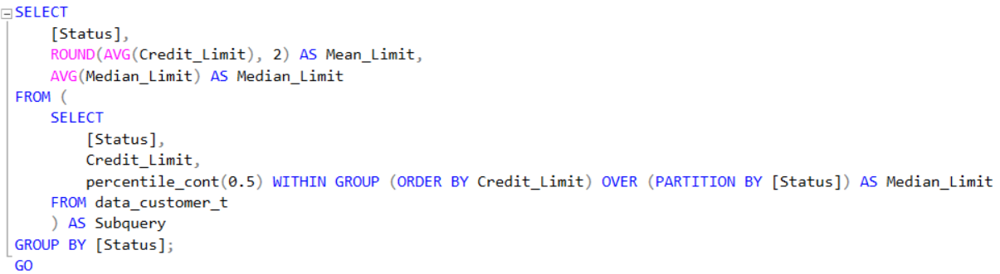 SELECT
[Status],
ROUND(AVG(Credit_Limit), 2) AS Mean_Limit,
AVG(Median_Limit) AS Median_Limit
FROM (
SELECT
[Status],
Credit_Limit,
percentile_cont(0.5) WITHIN GROUP (ORDER BY Credit_Limit) OVER (PARTITION BY [Status]) AS Median_Limit
FROM data_customer_t
) AS Subquery
GROUP BY [Status];
GO